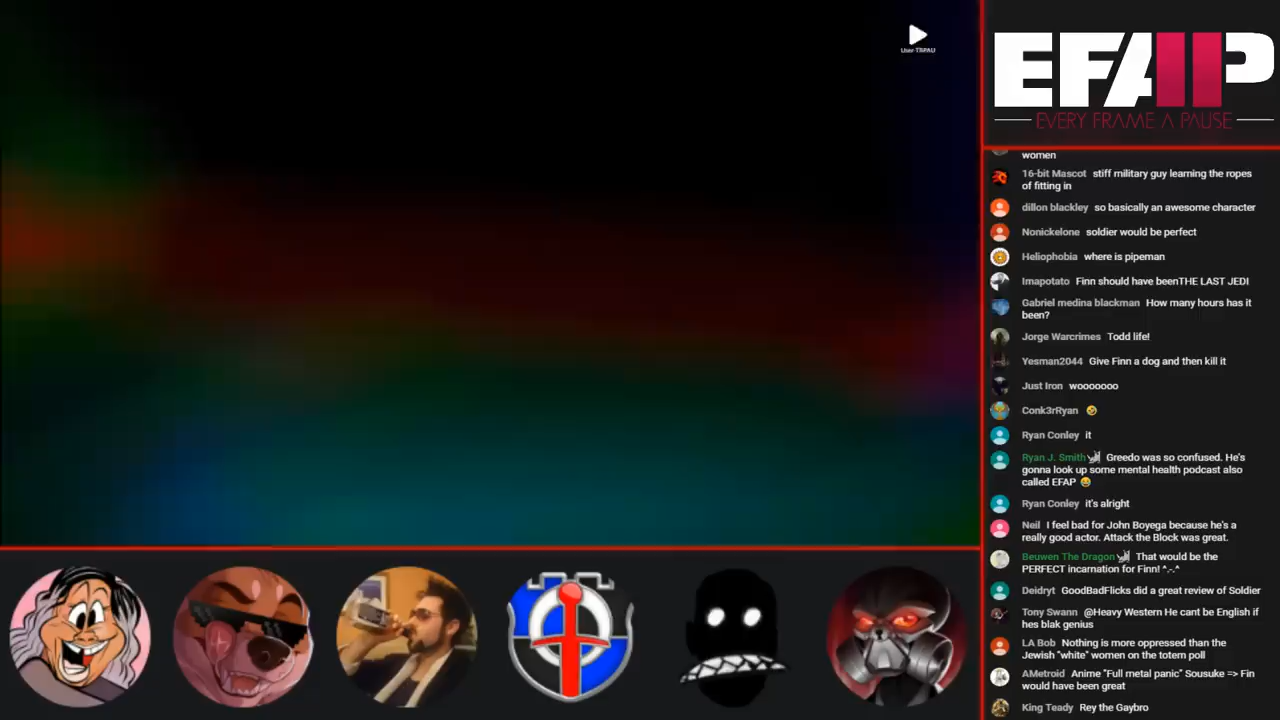 User TBPAU
EFAP
EVERY FRAME A PAUSE
women
16-bit Mascot stiff military guy learning the ropes
of fitting in
dillon blackley so basically an awesome character
Nonickelone soldier would be perfect
Heliophobia where is pipeman
Imapotato Finn should have beenTHE LAST JEDI
Gabriel medina blackman How many hours has it
been?
Jorge Warcrimes Todd life!
Yesman2044 Give Finn a dog and then kill it
Just Iron wooooooo
Conk3rRyan 🤣
Ryan Conley it
Ryan J. Smith Greedo was so confused. He's
gonna look up some mental health podcast also
called EFAP 😂
Ryan Conley it's alright
Neil I feel bad for John Boyega because he's a
really good actor. Attack the Block was great.
Beuwen The Dragon That would be the
PERFECT incarnation for Finn! ^.-.^
Deidryt GoodBadFlicks did a great review of Soldier
Tony Swann @Heavy Western He cant be English if
hes blak genius
LA Bob Nothing is more oppressed than the
Jewish "white" women on the totem poll
AMetroid Anime "Full metal panic" Sousuke => Fin
would have been great
King Teady Rey the Gaybro